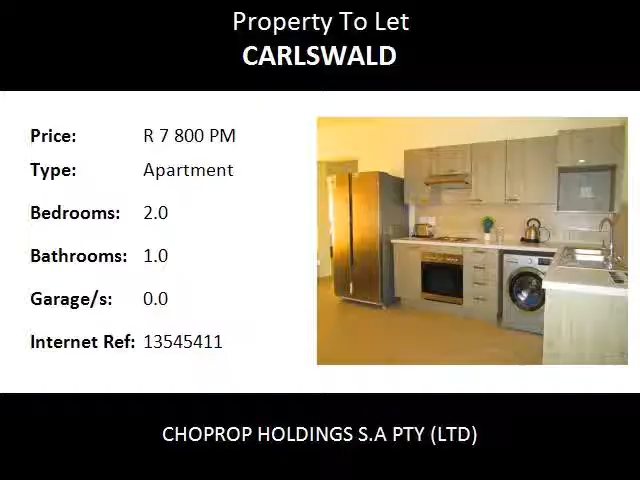 Property To Let
CARLSWALD
Price: R 7 800 PM
Type: Apartment
Bedrooms: 2.0
Bathrooms: 1.0
Garage/s: 0.0
Internet Ref: 13545411
CHOPROP HOLDINGS S.A PTY (LTD)